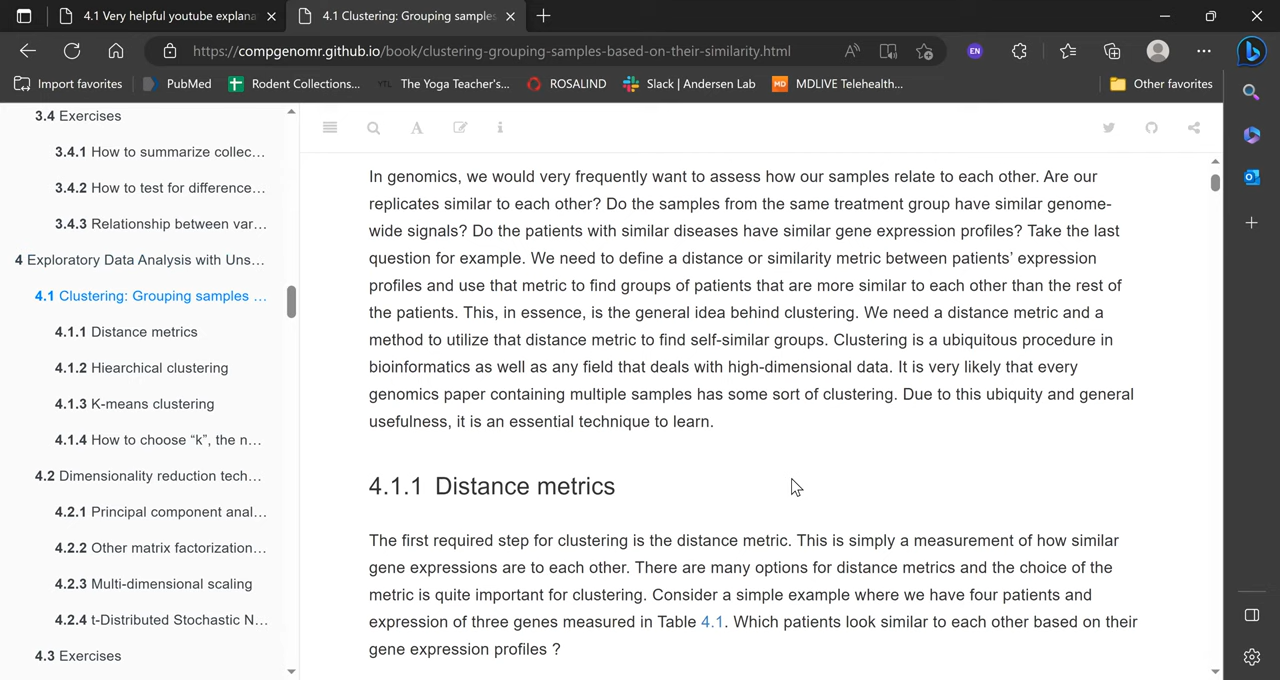 4.1 Very helpful youtube explana
4.1 Clustering: Grouping samples
https://compgenomr.github.io/book/clustering-grouping-samples-based-on-their-similarity.html
EN
Import favorites
PubMed
Rodent Collections...
YTL The Yoga Teacher's...
ROSALIND
Slack | Andersen Lab
MD MDLIVE Telehealth...
Other favorites
3.4 Exercises
3.4.1 How to summarize collec...
3.4.2 How to test for difference...
3.4.3 Relationship between var...
4 Exploratory Data Analysis with Uns...
4.1 Clustering: Grouping samples ...
4.1.1 Distance metrics
4.1.2 Hiearchical clustering
4.1.3 K-means clustering
4.1.4 How to choose “k”, the n...
4.2 Dimensionality reduction tech...
4.2.1 Principal component anal...
4.2.2 Other matrix factorization...
4.2.3 Multi-dimensional scaling
4.2.4 t-Distributed Stochastic N...
4.3 Exercises
In genomics, we would very frequently want to assess how our samples relate to each other. Are our
replicates similar to each other? Do the samples from the same treatment group have similar genome-
wide signals? Do the patients with similar diseases have similar gene expression profiles? Take the last
question for example. We need to define a distance or similarity metric between patients’ expression
profiles and use that metric to find groups of patients that are more similar to each other than the rest of
the patients. This, in essence, is the general idea behind clustering. We need a distance metric and a
method to utilize that distance metric to find self-similar groups. Clustering is a ubiquitous procedure in
bioinformatics as well as any field that deals with high-dimensional data. It is very likely that every
genomics paper containing multiple samples has some sort of clustering. Due to this ubiquity and general
usefulness, it is an essential technique to learn.
4.1.1 Distance metrics
The first required step for clustering is the distance metric. This is simply a measurement of how similar
gene expressions are to each other. There are many options for distance metrics and the choice of the
metric is quite important for clustering. Consider a simple example where we have four patients and
expression of three genes measured in Table 4.1. Which patients look similar to each other based on their
gene expression profiles ?